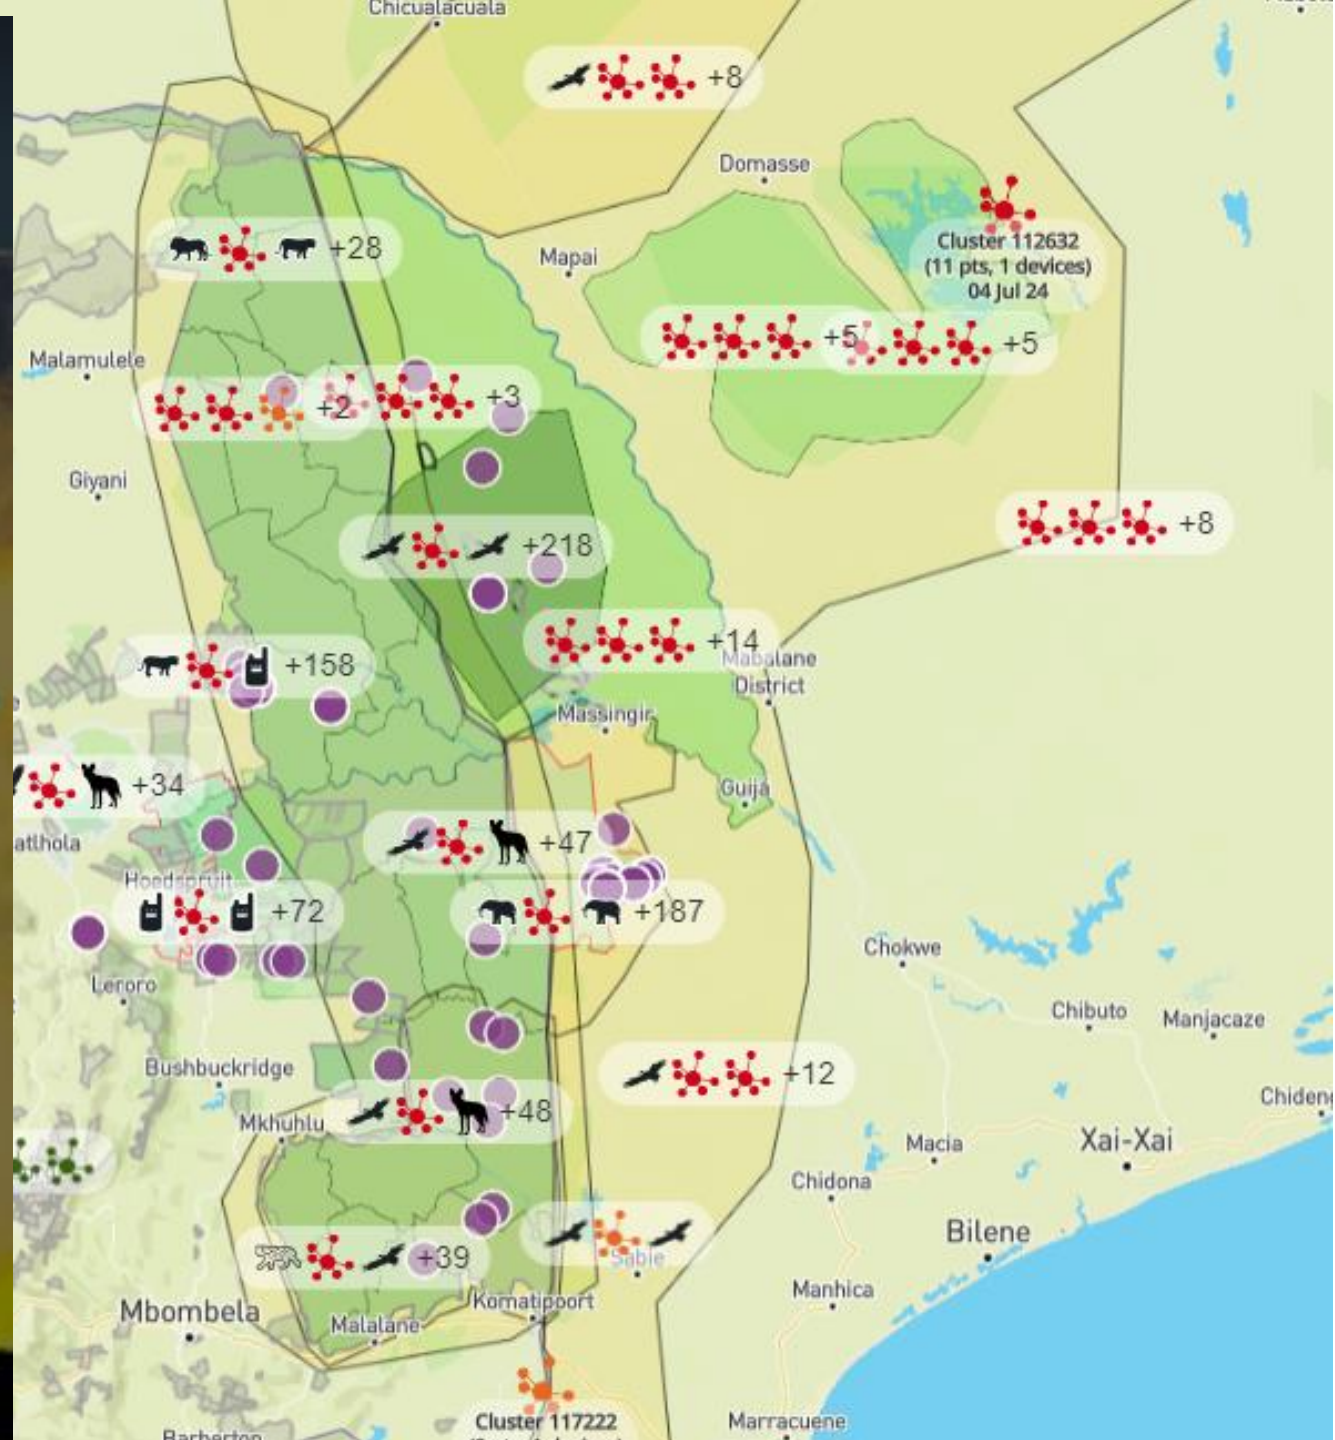 Chicualacuala
+8
Domasse
Cluster 112632
(11 pts, 1 devices)
04 Jul 24
+28
Mapai
+5
+5
Malamulele
+2
+3
Giyani
+8
+218
+14
Mabalane
District
+158
Massingir
+34
Guijá
atlhola
+47
Hoedspruit
+72
+187
Chokwe
Leroro
Chibuto
Manjacaze
Bushbuckridge
+12
Mkhuhlu
+48
Chideng
Macia
Xai-Xai
Chidona
Bilene
+39
Sabie
Manhica
Komatipoort
Mbombela
Malalane
Cluster 117222
Marracuene
Barberton